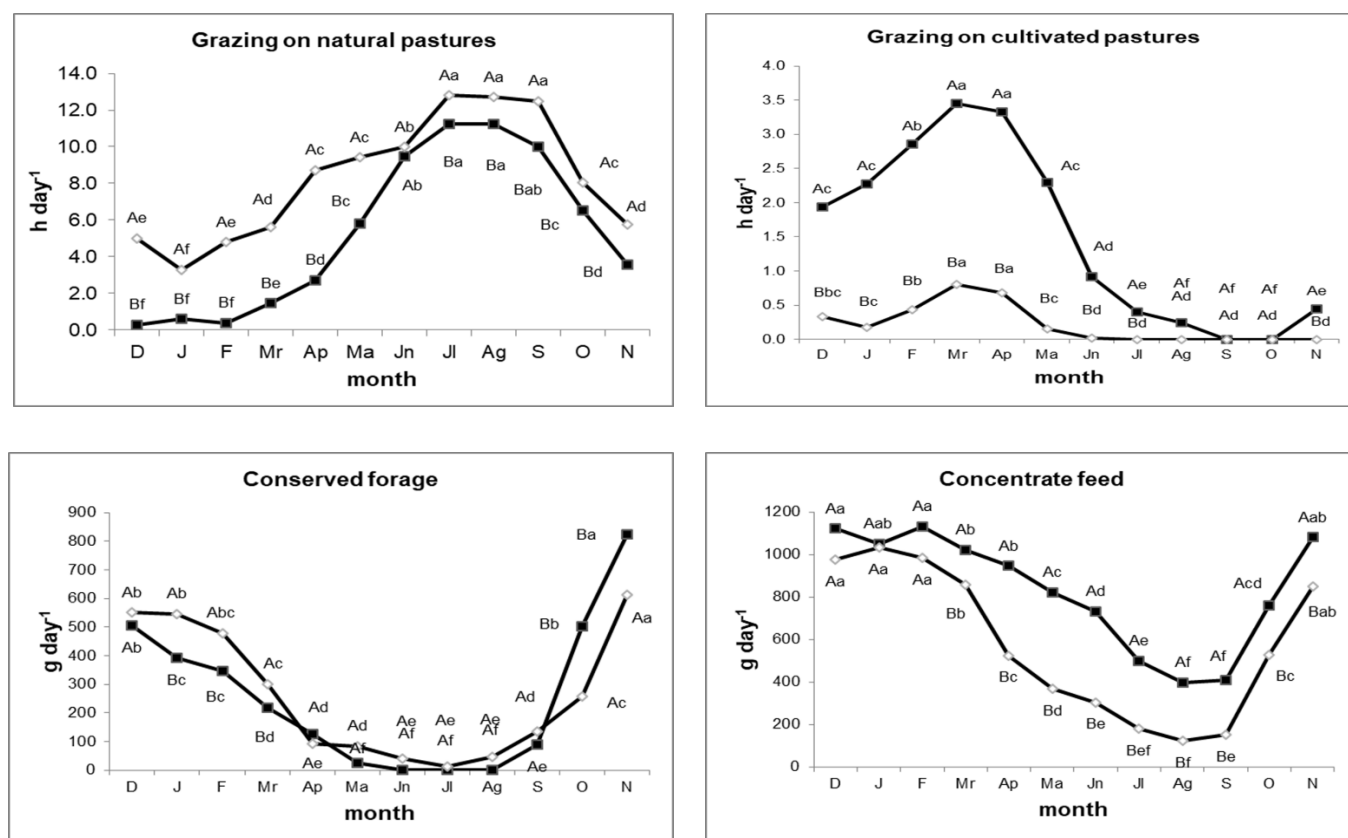 Grazing on natural pastures
h day⁻¹
14.0
12.0
10.0
8.0
6.0
4.0
2.0
0.0
Ae
Af
Ae
Ad
Ac
Ac
Ab
Aa
Aa
Aa
Ac
Ad
Bf
Bf
Bf
Be
Bd
Bc
Ab
Ba
Ba
Bab
Bc
Bd
D J F Mr Ap Ma Jn Jl Ag S O N
month
Grazing on cultivated pastures
h day⁻¹
4.0
3.5
3.0
2.5
2.0
1.5
1.0
0.5
0.0
Ac
Ac
Ab
Aa
Aa
Ac
Ad
Ae
Af
Af
Af
Ae
Bbc
Bc
Bb
Ba
Ba
Bc
Bd
Bd
Ad
Ad
Ad
Bd
D J F Mr Ap Ma Jn Jl Ag S O N
month
Conserved forage
g day⁻¹
900
800
700
600
500
400
300
200
100
0
Ab
Ab
Abc
Ac
Ad
Ad
Ae
Ae
Ae
Ad
Bb
Ba
Ab
Bc
Bc
Bd
Ae
Af
Af
Af
Af
Ae
Ac
Aa
D J F Mr Ap Ma Jn Jl Ag S O N
month
Concentrate feed
g day⁻¹
1200
1000
800
600
400
200
0
Aa
Aab
Aa
Ab
Ab
Ac
Ad
Ae
Af
Af
Acd
Aab
Aa
Aa
Aa
Bb
Bc
Bd
Be
Bef
Bf
Be
Bc
Bab
D J F Mr Ap Ma Jn Jl Ag S O N
month